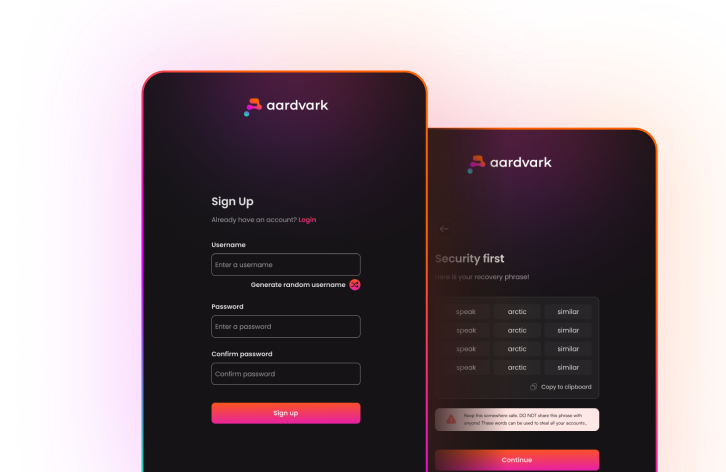 aardvark
Sign Up
Already have an account? Login
Username
Enter a username
Generate random username
Password
Enter a password
Confirm password
Confirm password
Sign up
aardvark
Security first
Here is your recovery phrase!
speak arctic similar
speak arctic similar
speak arctic similar
speak arctic similar
Copy to clipboard
Keep this somewhere safe. DO NOT share this phrase with
anyone! These words can be used to steal all your accounts..
Continue